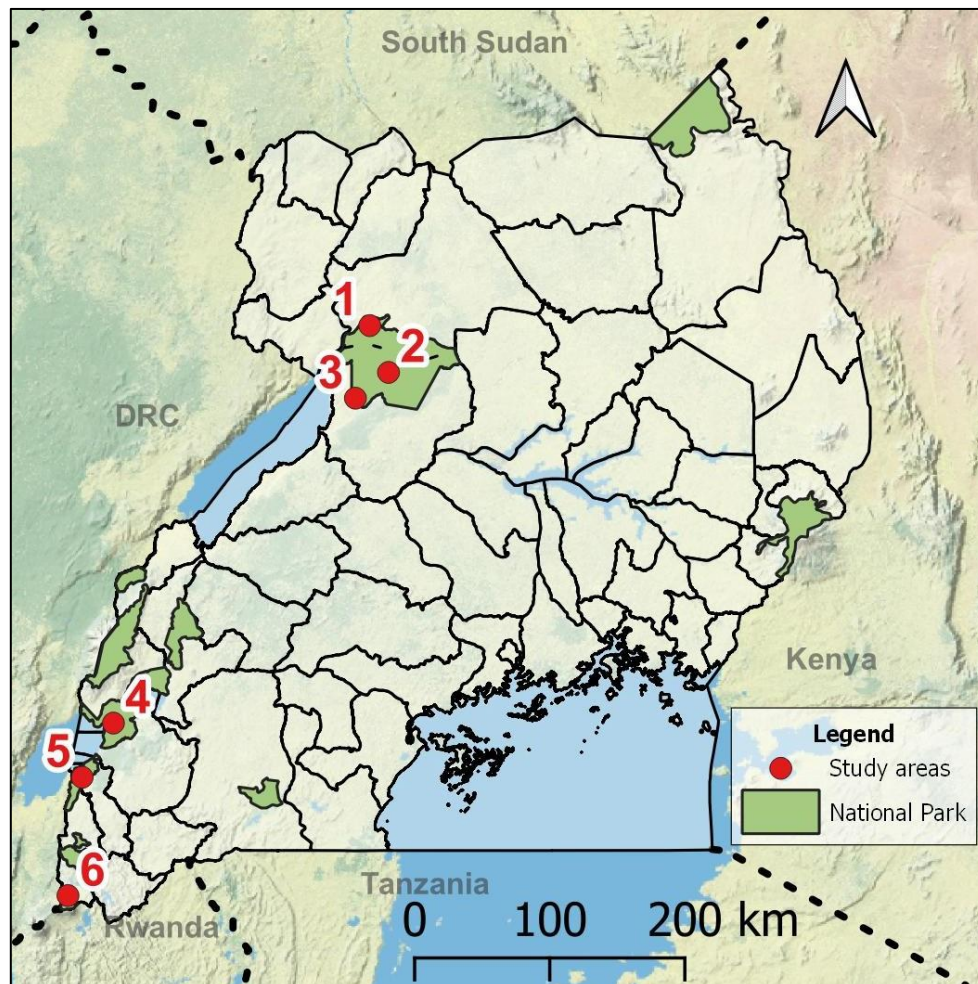 South Sudan
1
2
3
DRC
Kenya
4
5
Legend
Study areas
National Park
6
Tanzania
Rwanda
0 100 200 km